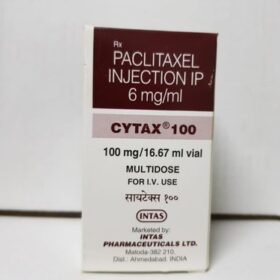 Rx
PACLITAXEL
INJECTION IP
6 mg/ml
CYTAX® 100
100 mg/16.67 ml vial
MULTIDOSE
FOR I.V. USE
सायटेक्स १००
INTAS
Marketed by:
INTAS
PHARMACEUTICALS LTD.
Matoda-382 210,
Dist.: Ahmedabad. INDIA